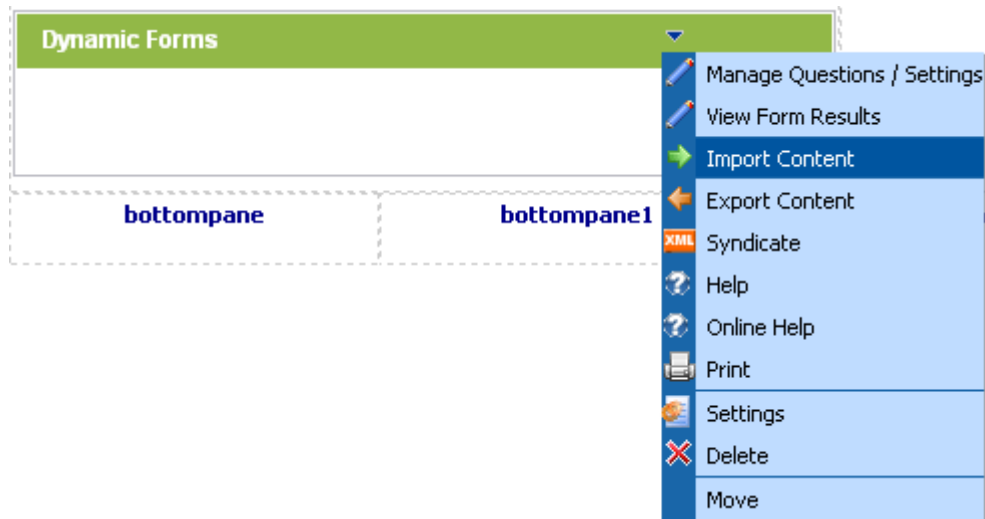 Dynamic Forms
Manage Questions / Settings
View Form Results
Import Content
bottompane
bottompane1
Export Content
XML
Syndicate
Help
Online Help
Print
Settings
Delete
Move